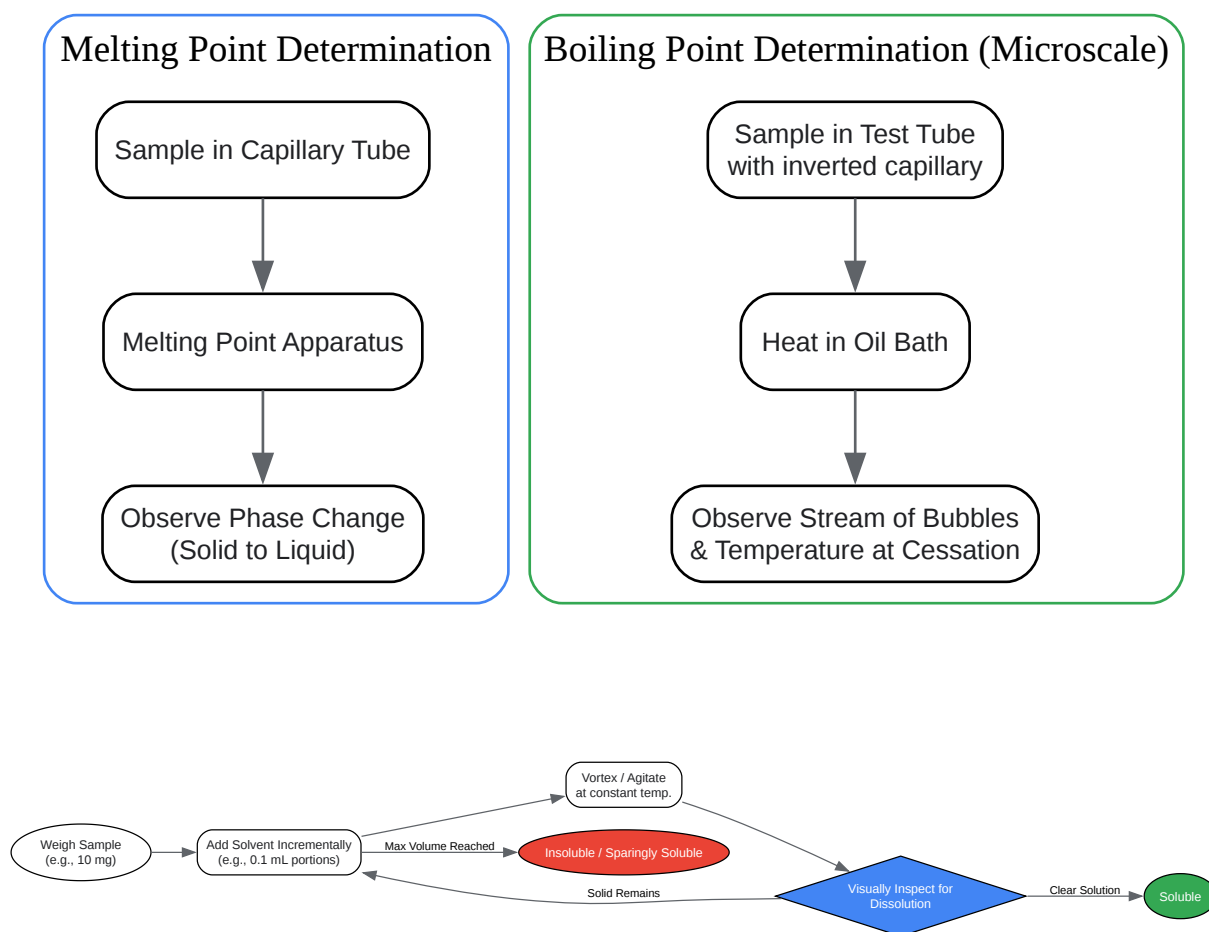 Melting Point Determination
Sample in Capillary Tube
Melting Point Apparatus
Observe Phase Change
(Solid to Liquid)
Boiling Point Determination (Microscale)
Sample in Test Tube
with inverted capillary
Heat in Oil Bath
Observe Stream of Bubbles
& Temperature at Cessation
Weigh Sample
(e.g., 10 mg)
Add Solvent Incrementally
(e.g., 0.1 mL portions)
Vortex / Agitate
at constant temp.
Max Volume Reached
Insoluble / Sparingly Soluble
Solid Remains
Visually Inspect for
Dissolution
Clear Solution
Soluble